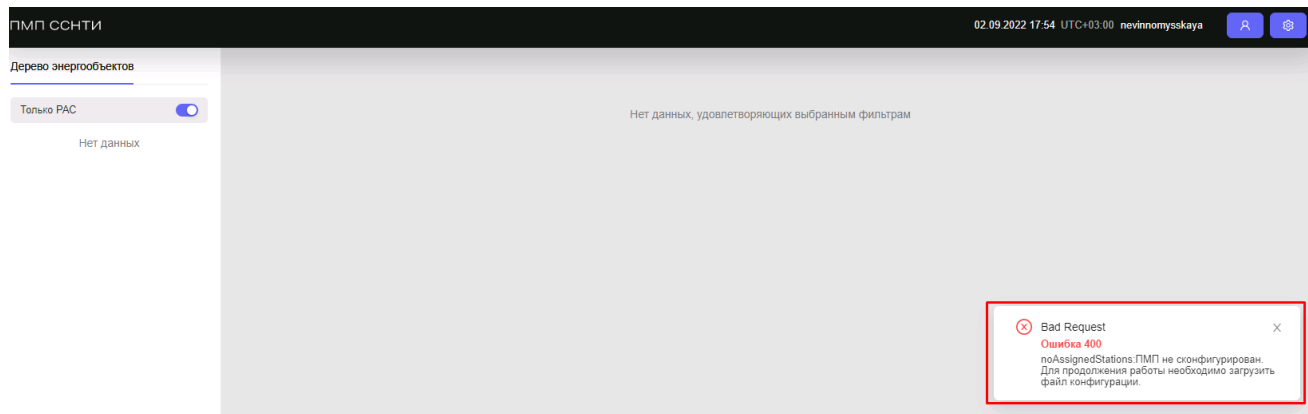 ПМП ССНТИ
02.09.2022 17:54 UTC+03:00 nevinnomysskaya
Дерево энергообъектов
Только РАС
Нет данных
Нет данных, удовлетворяющих выбранным фильтрам
Bad Request
Ошибка 400
noAssignedStations:ПМП не сконфигурирован.
Для продолжения работы необходимо загрузить
файл конфигурации.